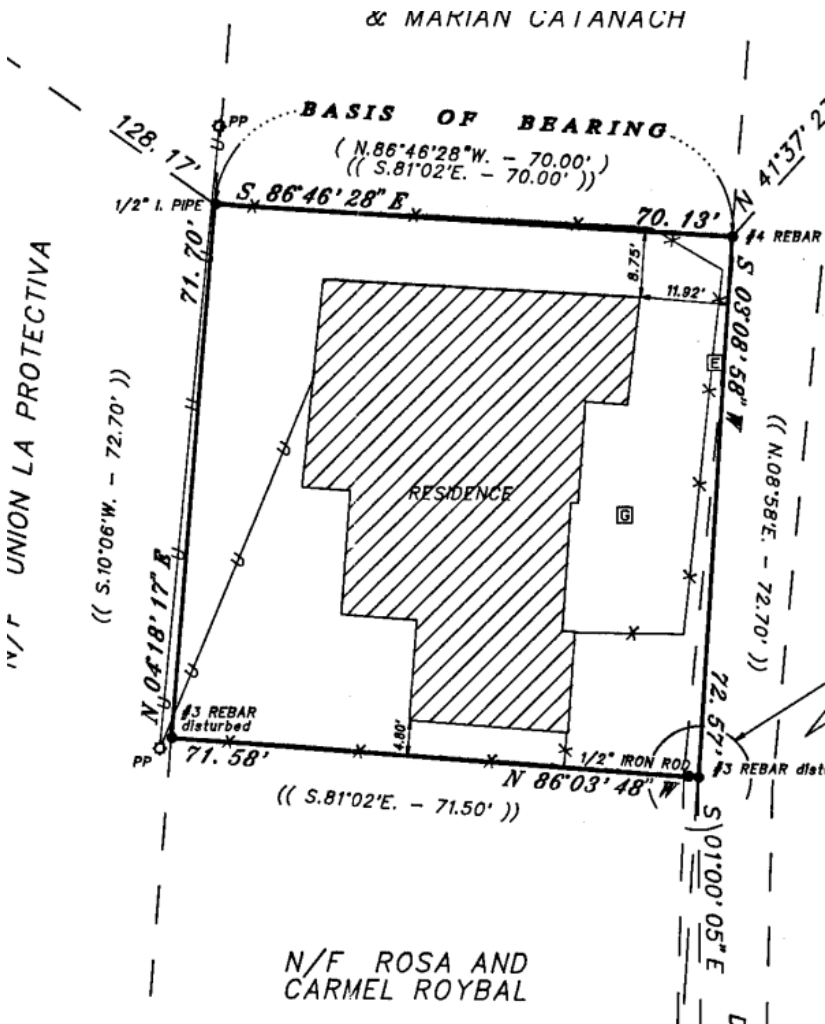 & MARIAN CATANACH
PP
BASIS OF BEARING
( N.86°46'28"W. - 70.00' )
(( S.81°02'E. - 70.00' ))
128.17'
N 41°37'
1/2" I. PIPE
S 86°46'28" E
70.13'
#4 REBAR
71.70'
8.75'
11.92'
S 03°08'58" W
E
N/F UNION LA PROTECTIVA
(( S.10°06'W. - 72.70' ))
(( N.08°58'E. - 72.70' ))
RESIDENCE
G
N 04°18'17" E
72.57'
#3 REBAR
disturbed
PP
71.58'
4.80'
1/2" IRON ROD
#3 REBAR
N 86°03'48" W
(( S.81°02'E. - 71.50' ))
S 01°00'05" E
N/F ROSA AND
CARMEL ROYBAL